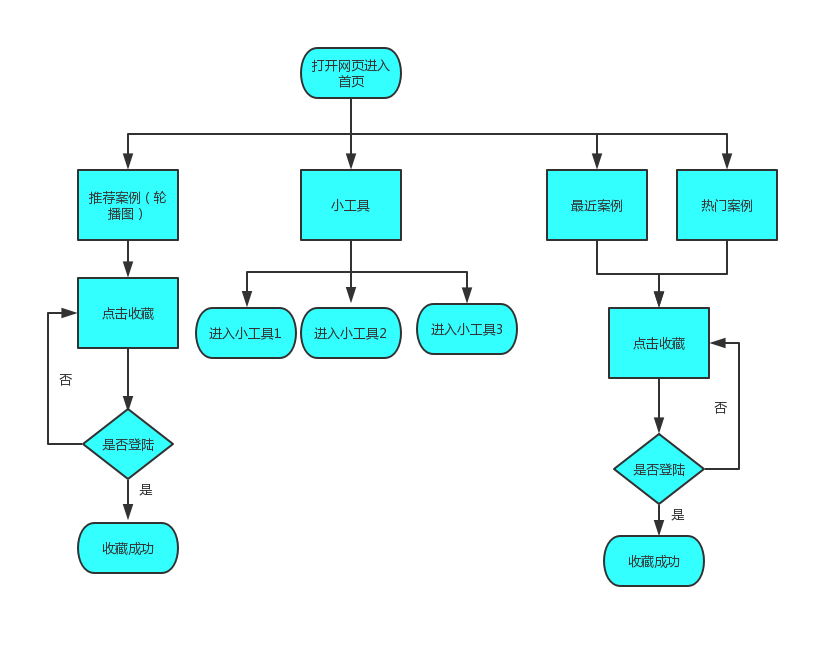 打开网页进入
首页
推荐案例（轮
播图）
小工具
最近案例
热门案例
点击收藏
进入小工具1
进入小工具2
进入小工具3
点击收藏
否
否
是否登陆
是否登陆
是
是
收藏成功
收藏成功